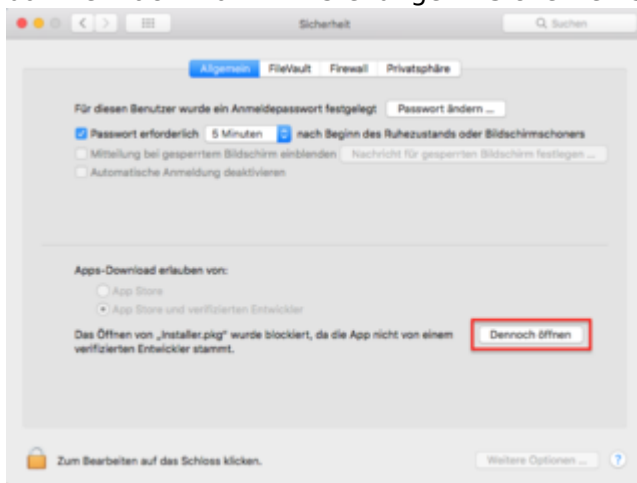 Sicherheit
Suchen
Allgemein FileVault Firewall Privatsphäre
Für diesen Benutzer wurde ein Anmeldepasswort festgelegt Passwort ändern ...
Passwort erforderlich 5 Minuten nach Beginn des Ruhezustands oder Bildschirmschoners
Mitteilung bei gesperrtem Bildschirm einblenden Nachricht für gesperrten Bildschirm festlegen ...
Automatische Anmeldung deaktivieren
Apps-Download erlauben von:
App Store
App Store und verifizierten Entwickler
Das Öffnen von „Installer.pkg“ wurde blockiert, da die App nicht von einem Dennoch öffnen
verifizierten Entwickler stammt.
Zum Bearbeiten auf das Schloss klicken. Weitere Optionen ... ?